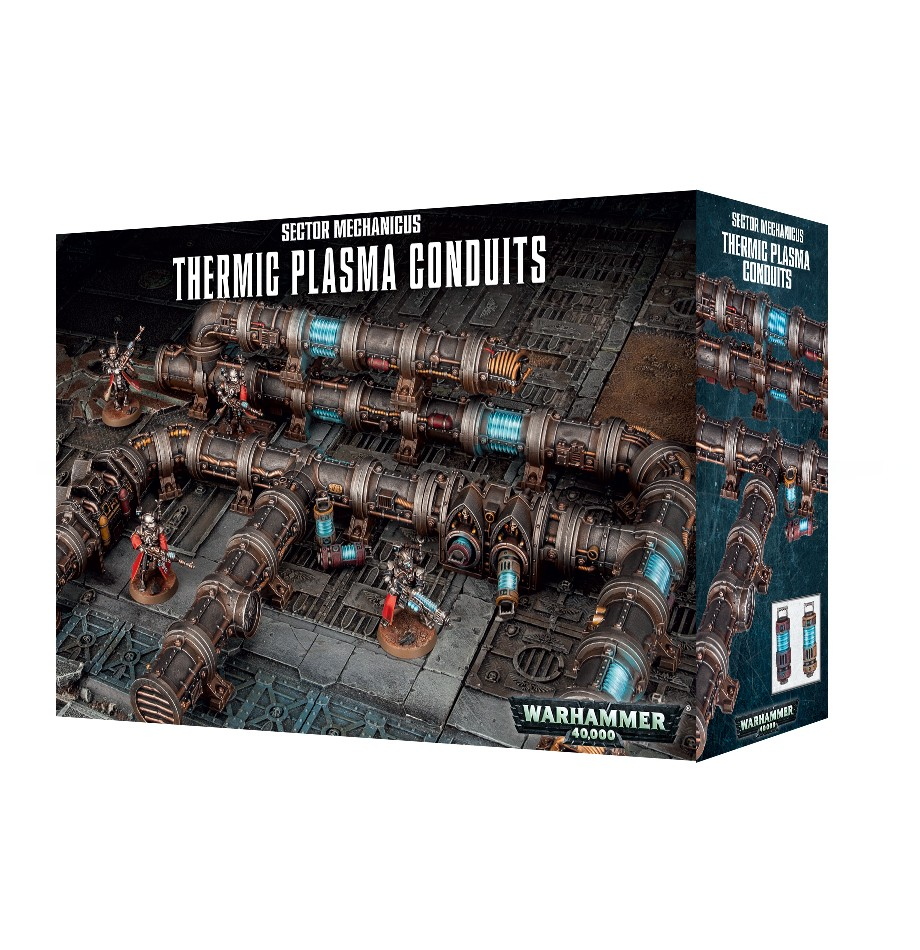 SECTOR MECHANICUS
THERMIC PLASMA CONDUITS
WARHAMMER
40,000
®
SECTOR MECHANICUS
THERMIC PLASMA
CONDUITS
WARHAMMER
40,000